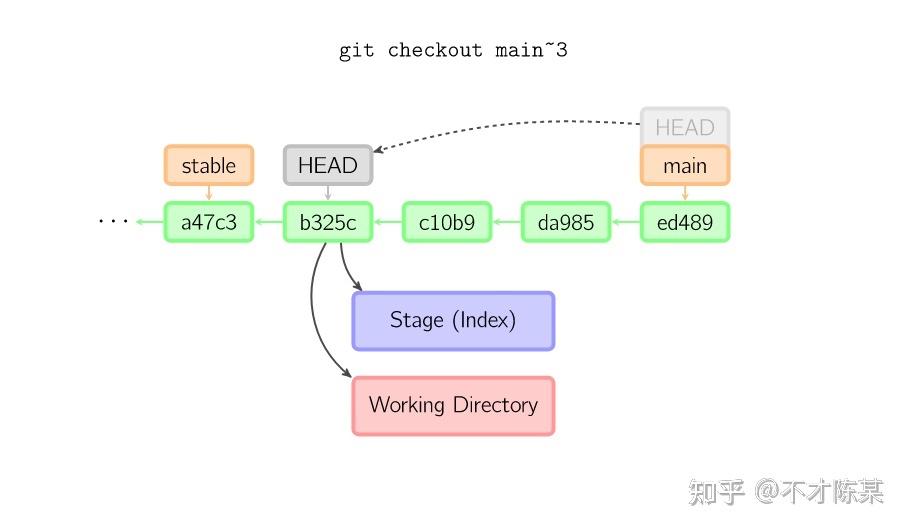 git checkout main~3
HEAD
stable
HEAD
main
...
a47c3
b325c
c10b9
da985
ed489
Stage (Index)
Working Directory
知乎 @不才陈某